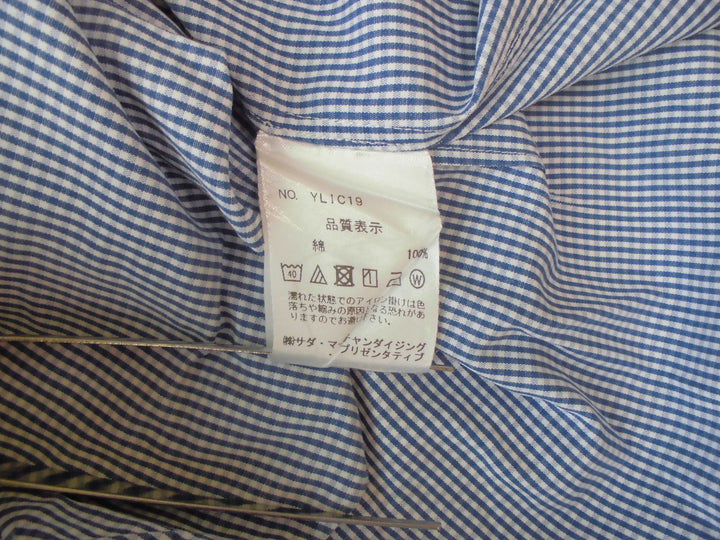 NO. YLIC19
品質表示
綿 100%
40 W
濡れた状態でのアイロン掛けは色
落ちや縮みの原因となる恐れがあ
りますのでお避け下さい。
㈱サダ・マーチャンダイジング
・リプリゼンタティブ